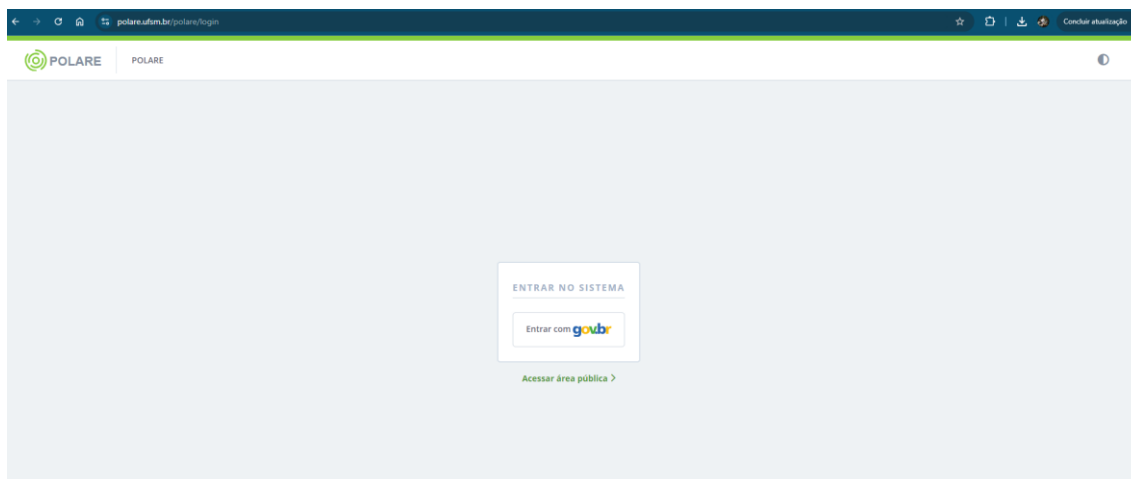 polare.ufsm.br/polare/login
Concluir atualização
POLARE
POLARE
ENTRAR NO SISTEMA
Entrar com gov.br
Acessar área pública >